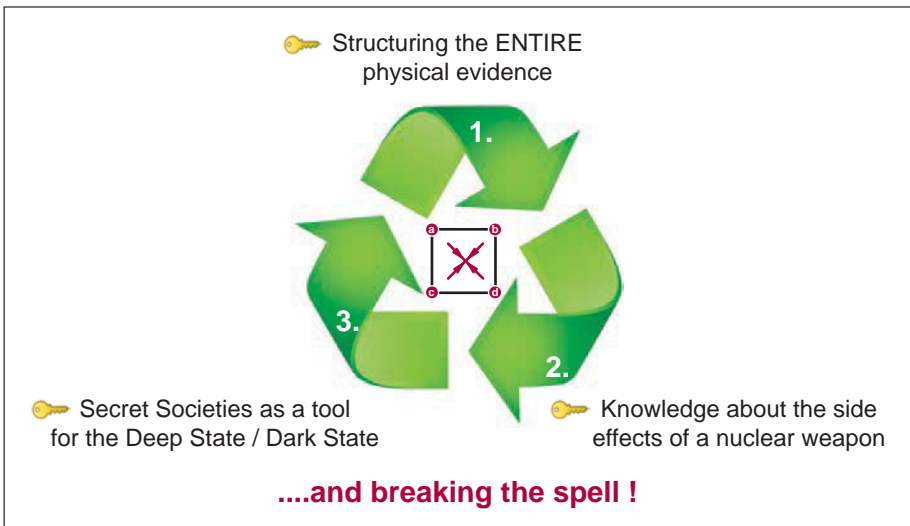 Structuring the ENTIRE
physical evidence
1.
a b
c d
3.
2.
Secret Societies as a tool
for the Deep State / Dark State
Knowledge about the side
effects of a nuclear weapon
....and breaking the spell !